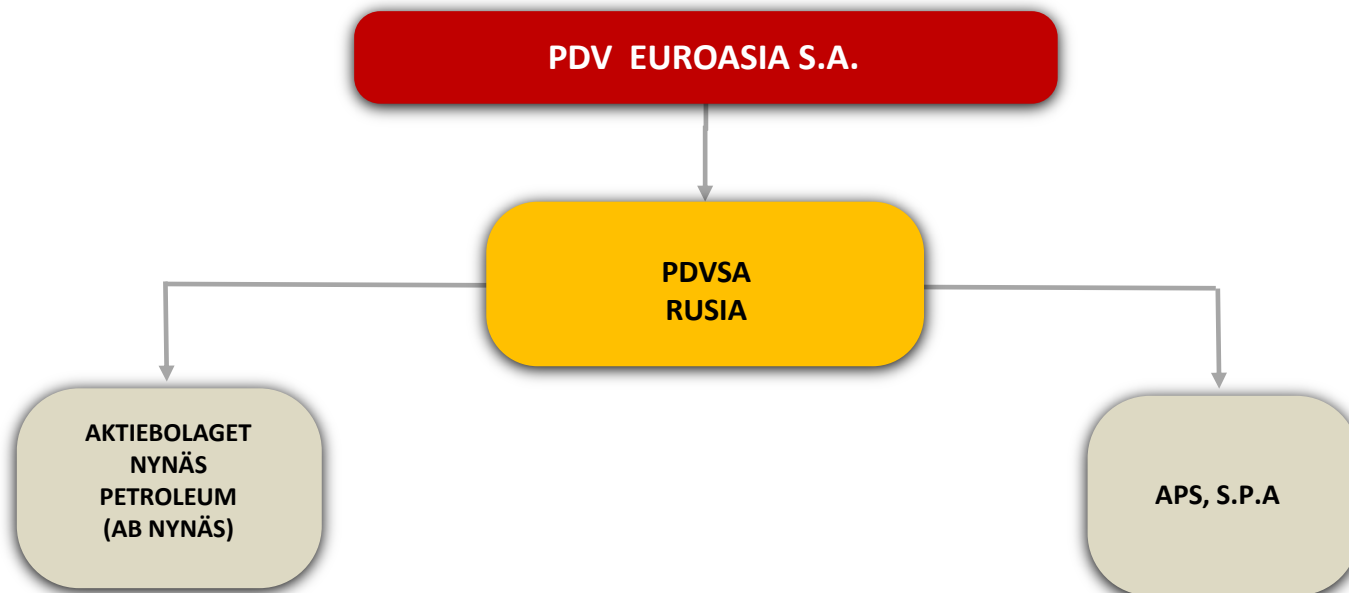 PDV EUROASIA S.A.
PDVSA
RUSIA
AKTIEBOLAGET
NYNÄS
PETROLEUM
(AB NYNÄS)
APS, S.P.A